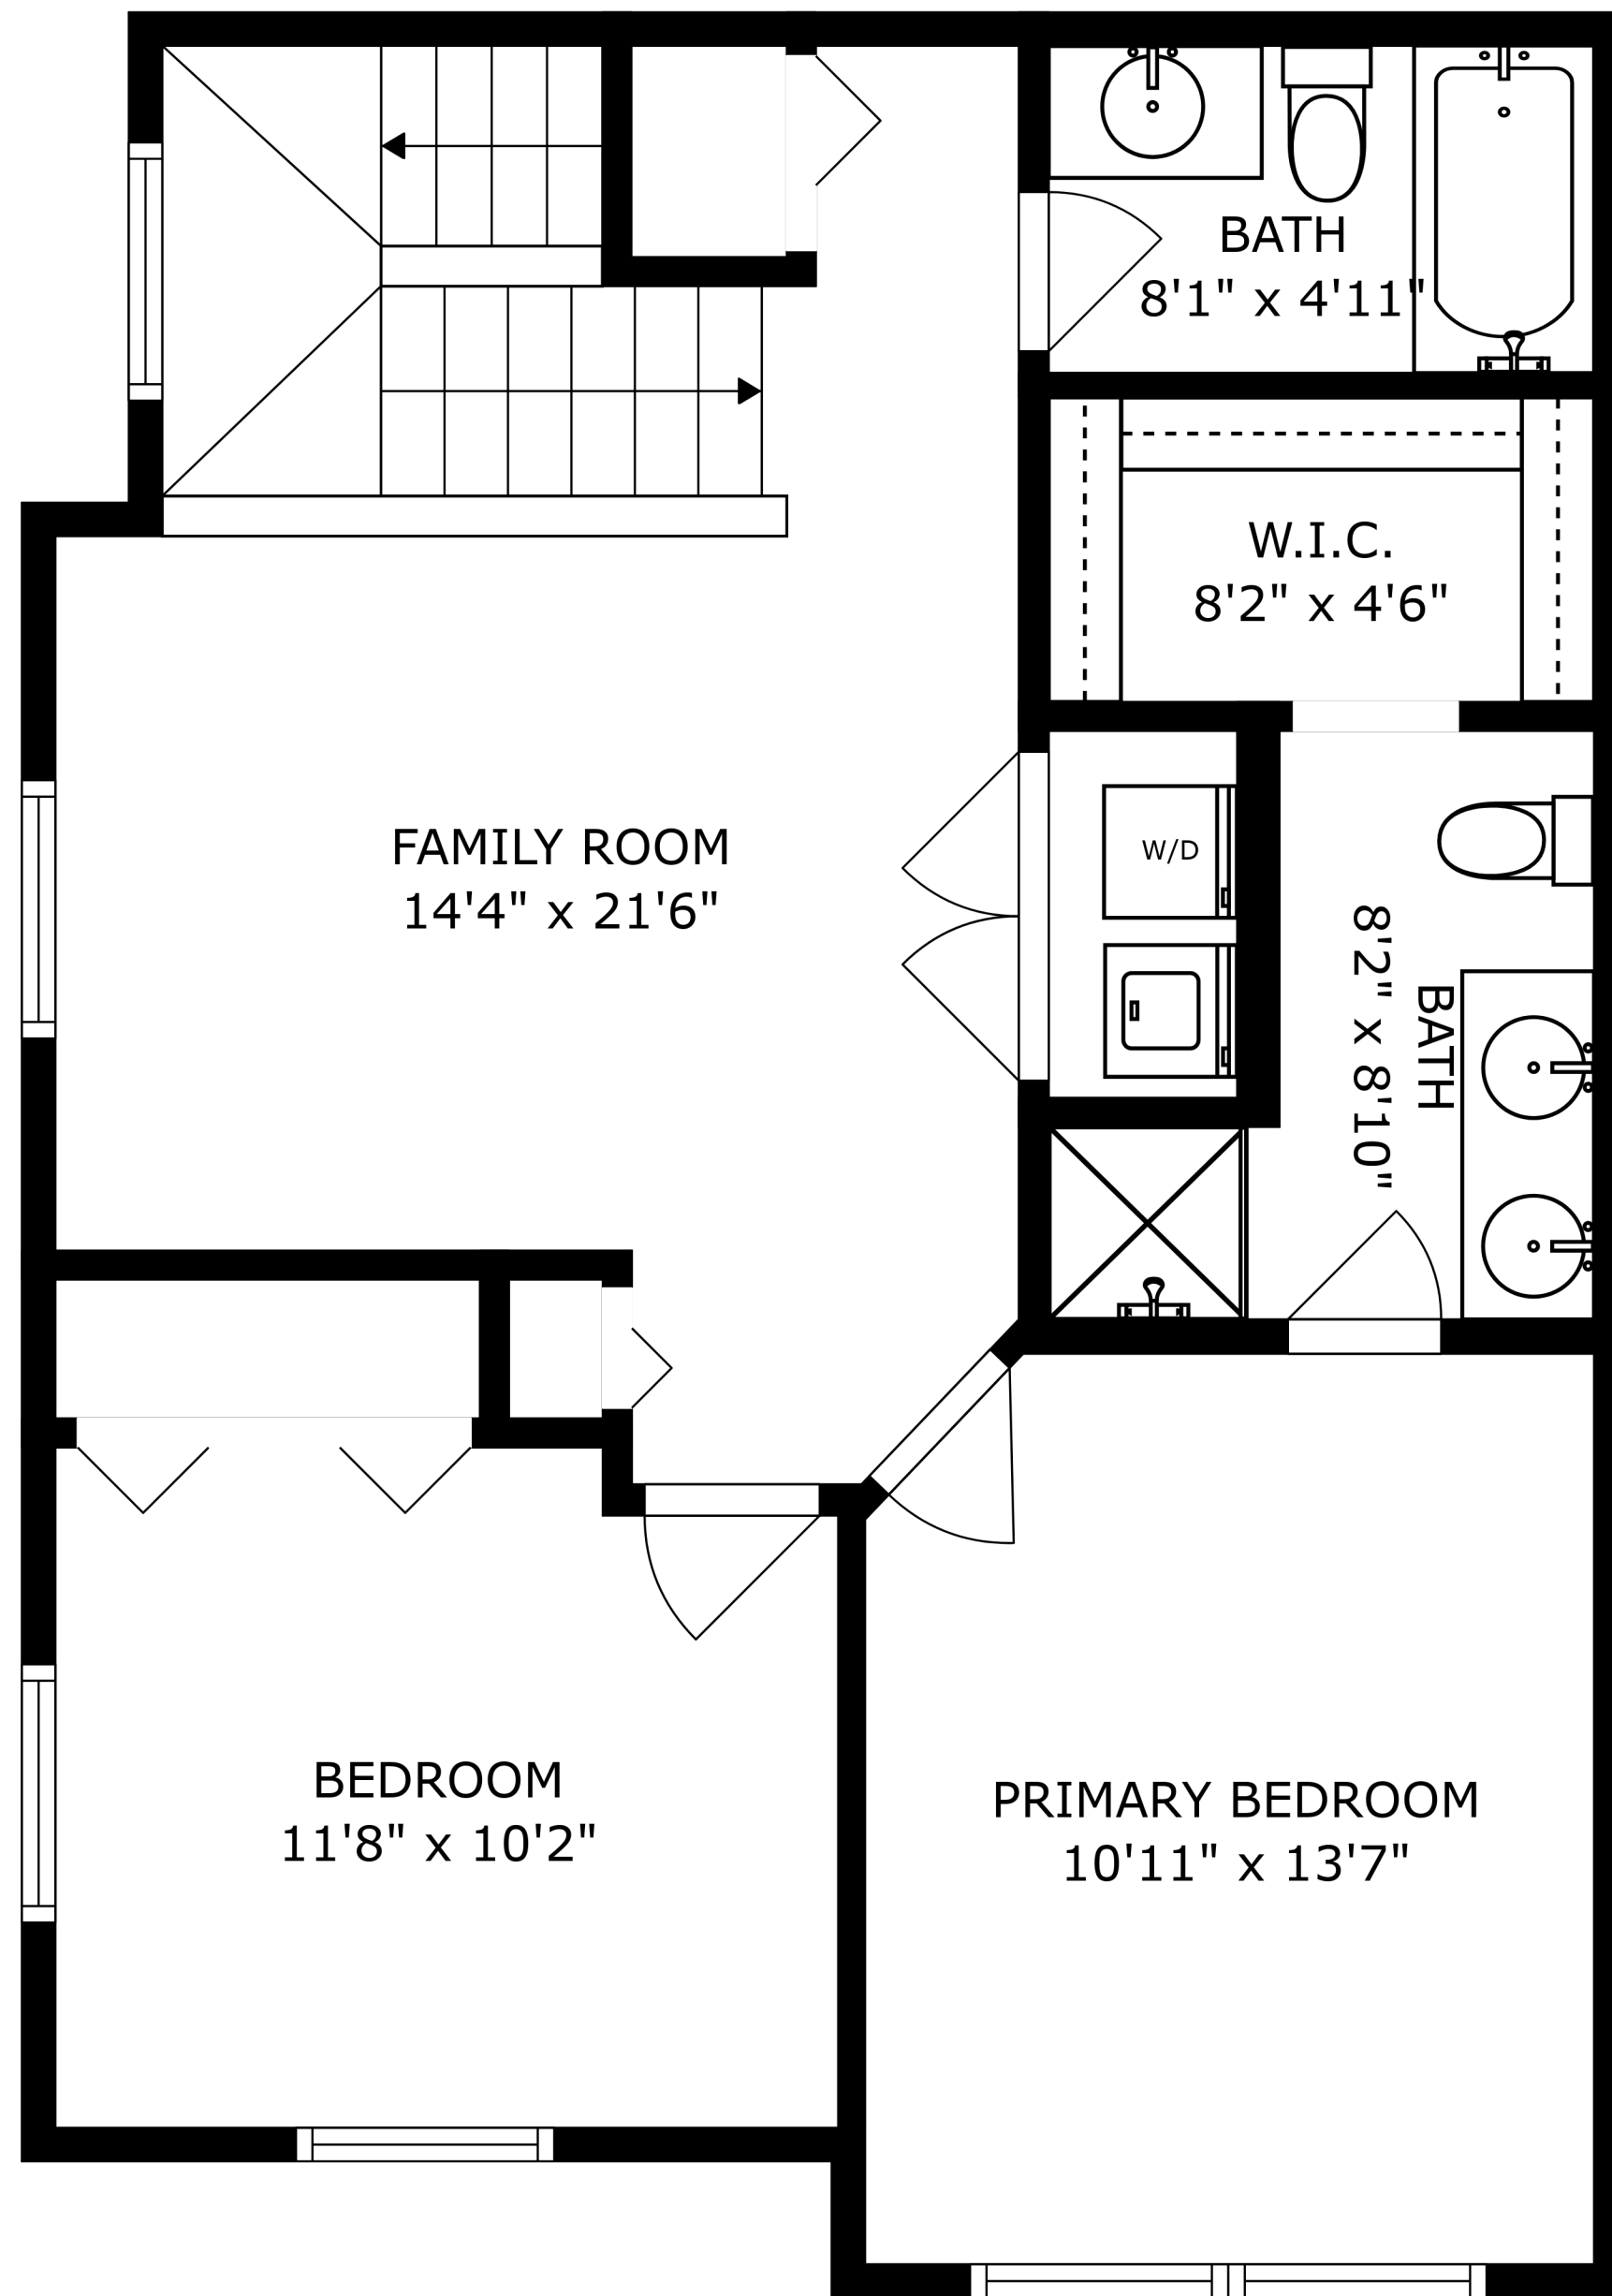 BATH
8'1" x 4'11"
W.I.C.
8'2" x 4'6"
FAMILY ROOM
14'4" x 21'6"
W/D
BATH
8'2" x 8'10"
BEDROOM
11'8" x 10'2"
PRIMARY BEDROOM
10'11" x 13'7"